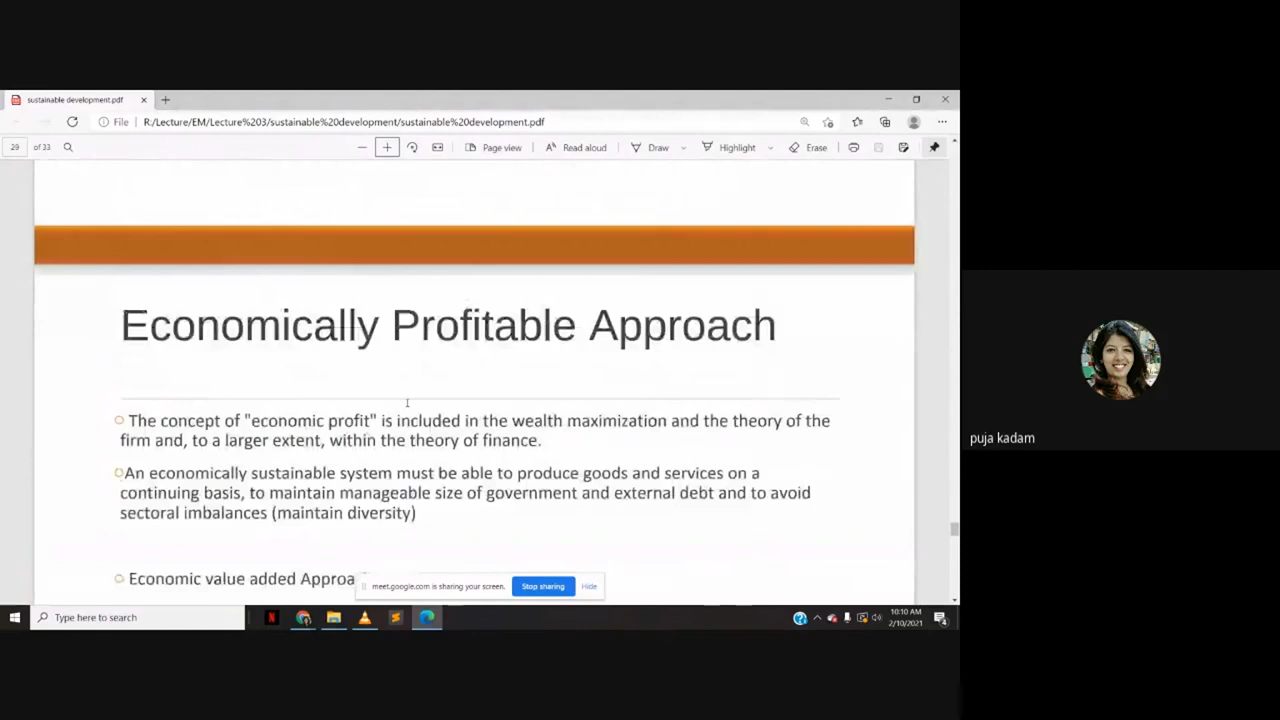 sustainable development.pdf
File
R:/Lecture/EM/Lecture%203/sustainable%20development/sustainable%20development.pdf
29 of 33
Page view
Read aloud
Draw
Highlight
Erase
Economically Profitable Approach
The concept of "economic profit" is included in the wealth maximization and the theory of the
firm and, to a larger extent, within the theory of finance.
An economically sustainable system must be able to produce goods and services on a
continuing basis, to maintain manageable size of government and external debt and to avoid
sectoral imbalances (maintain diversity)
Economic value added
meet.google.com is sharing your screen.
Stop sharing
Hide
Type here to search
10:10 AM
2/10/2021
puja kadam